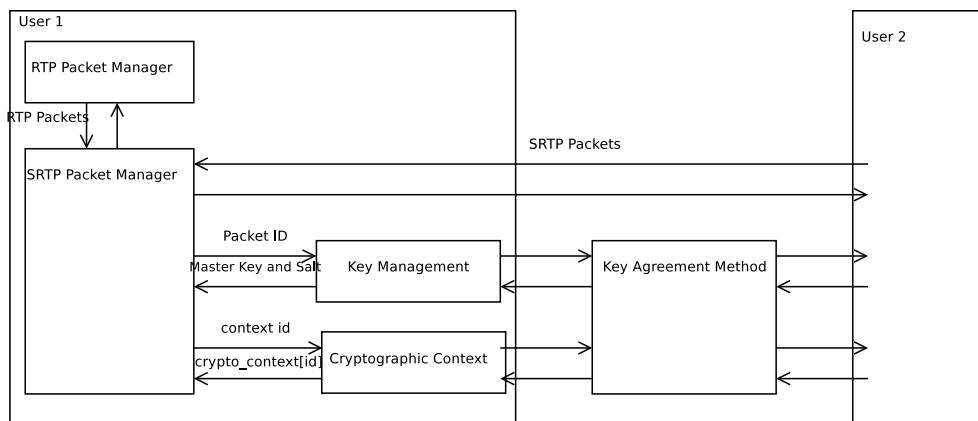 User 1
User 2
RTP Packet Manager
RTP Packets
SRTP Packets
SRTP Packet Manager
Packet ID
Master Key and Salt
Key Management
Key Agreement Method
context id
crypto_context[id]
Cryptographic Context